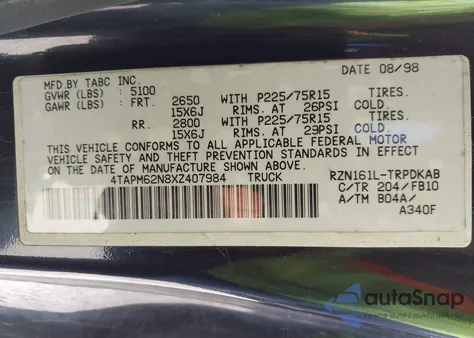 MFD.BY TABC INC. DATE 08/98
GVWR (LBS) : 5100
GAWR (LBS) : FRT. 2650 WITH P225/75R15 TIRES.
15X6J RIMS. AT 26PSI COLD.
RR. 2800 WITH P225/75R15 TIRES.
15X6J RIMS. AT 29PSI COLD.
THIS VEHICLE CONFORMS TO ALL APPLICABLE FEDERAL MOTOR
VEHICLE SAFETY AND THEFT PREVENTION STANDARDS IN EFFECT
ON THE DATE OF MANUFACTURE SHOWN ABOVE.
4TAPM62N8XZ407984 TRUCK RZN161L-TRPDKAB
C/TR 204/FB10
A/TM B04A/
A340F
autoSnap